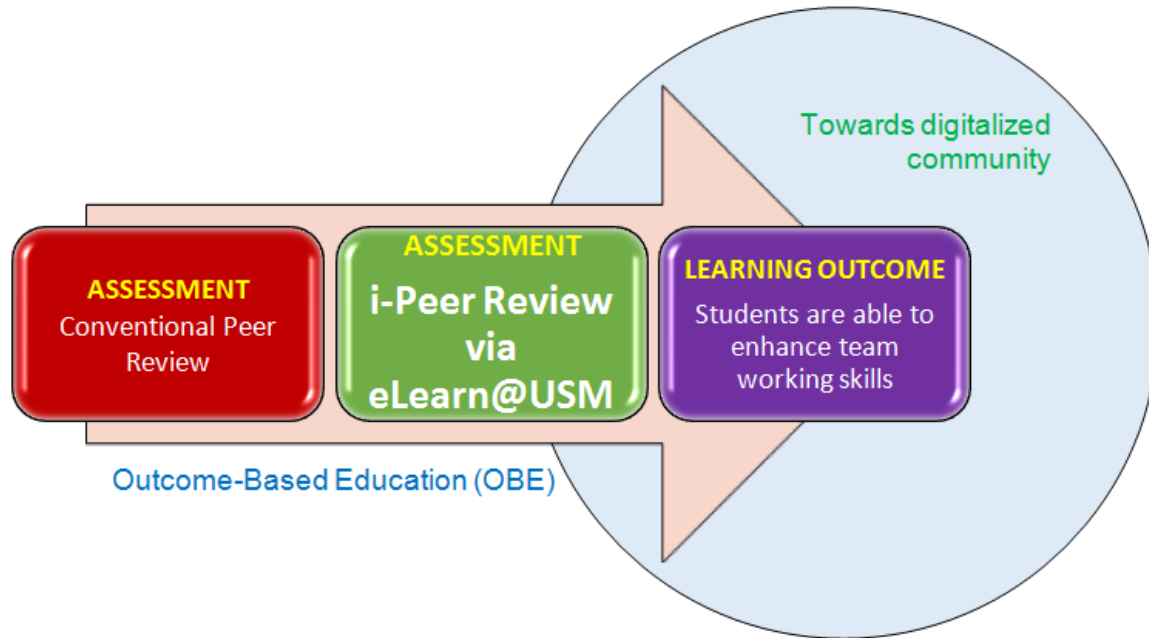 Towards digitalized
community
ASSESSMENT
Conventional Peer
Review
ASSESSMENT
i-Peer Review
via
eLearn@USM
LEARNING OUTCOME
Students are able to
enhance team
working skills
Outcome-Based Education (OBE)